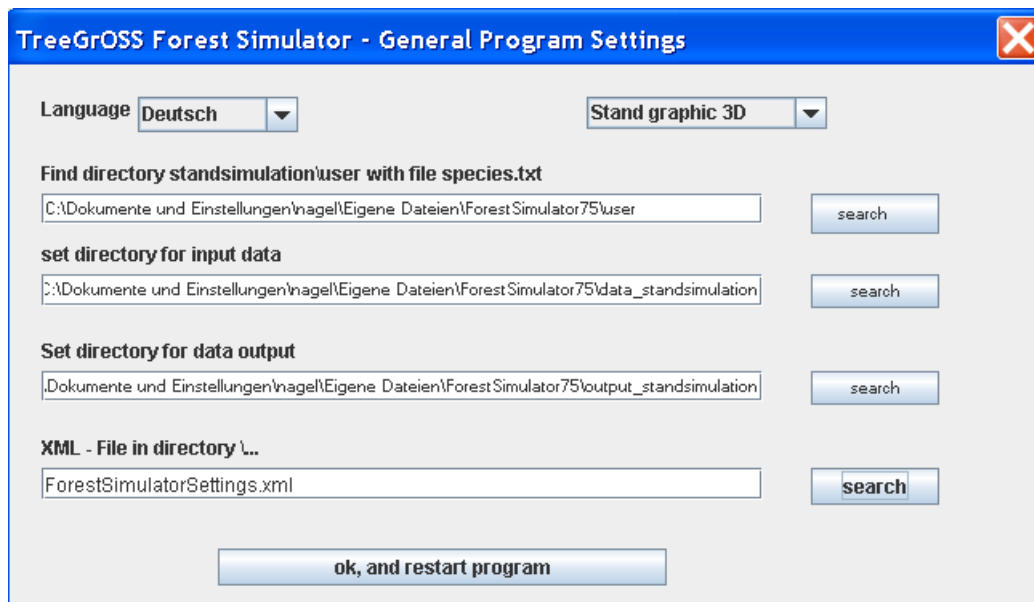 TreeGrOSS Forest Simulator - General Program Settings
Language Deutsch Stand graphic 3D
Find directory standsimulation\user with file species.txt
C:\Dokumente und Einstellungen\nagel\Eigene Dateien\ForestSimulator75\user search
set directory for input data
C:\Dokumente und Einstellungen\nagel\Eigene Dateien\ForestSimulator75\data_standsimulation search
Set directory for data output
.Dokumente und Einstellungen\nagel\Eigene Dateien\ForestSimulator75\output_standsimulation search
XML - File in directory \...
ForestSimulatorSettings.xml search
ok, and restart program